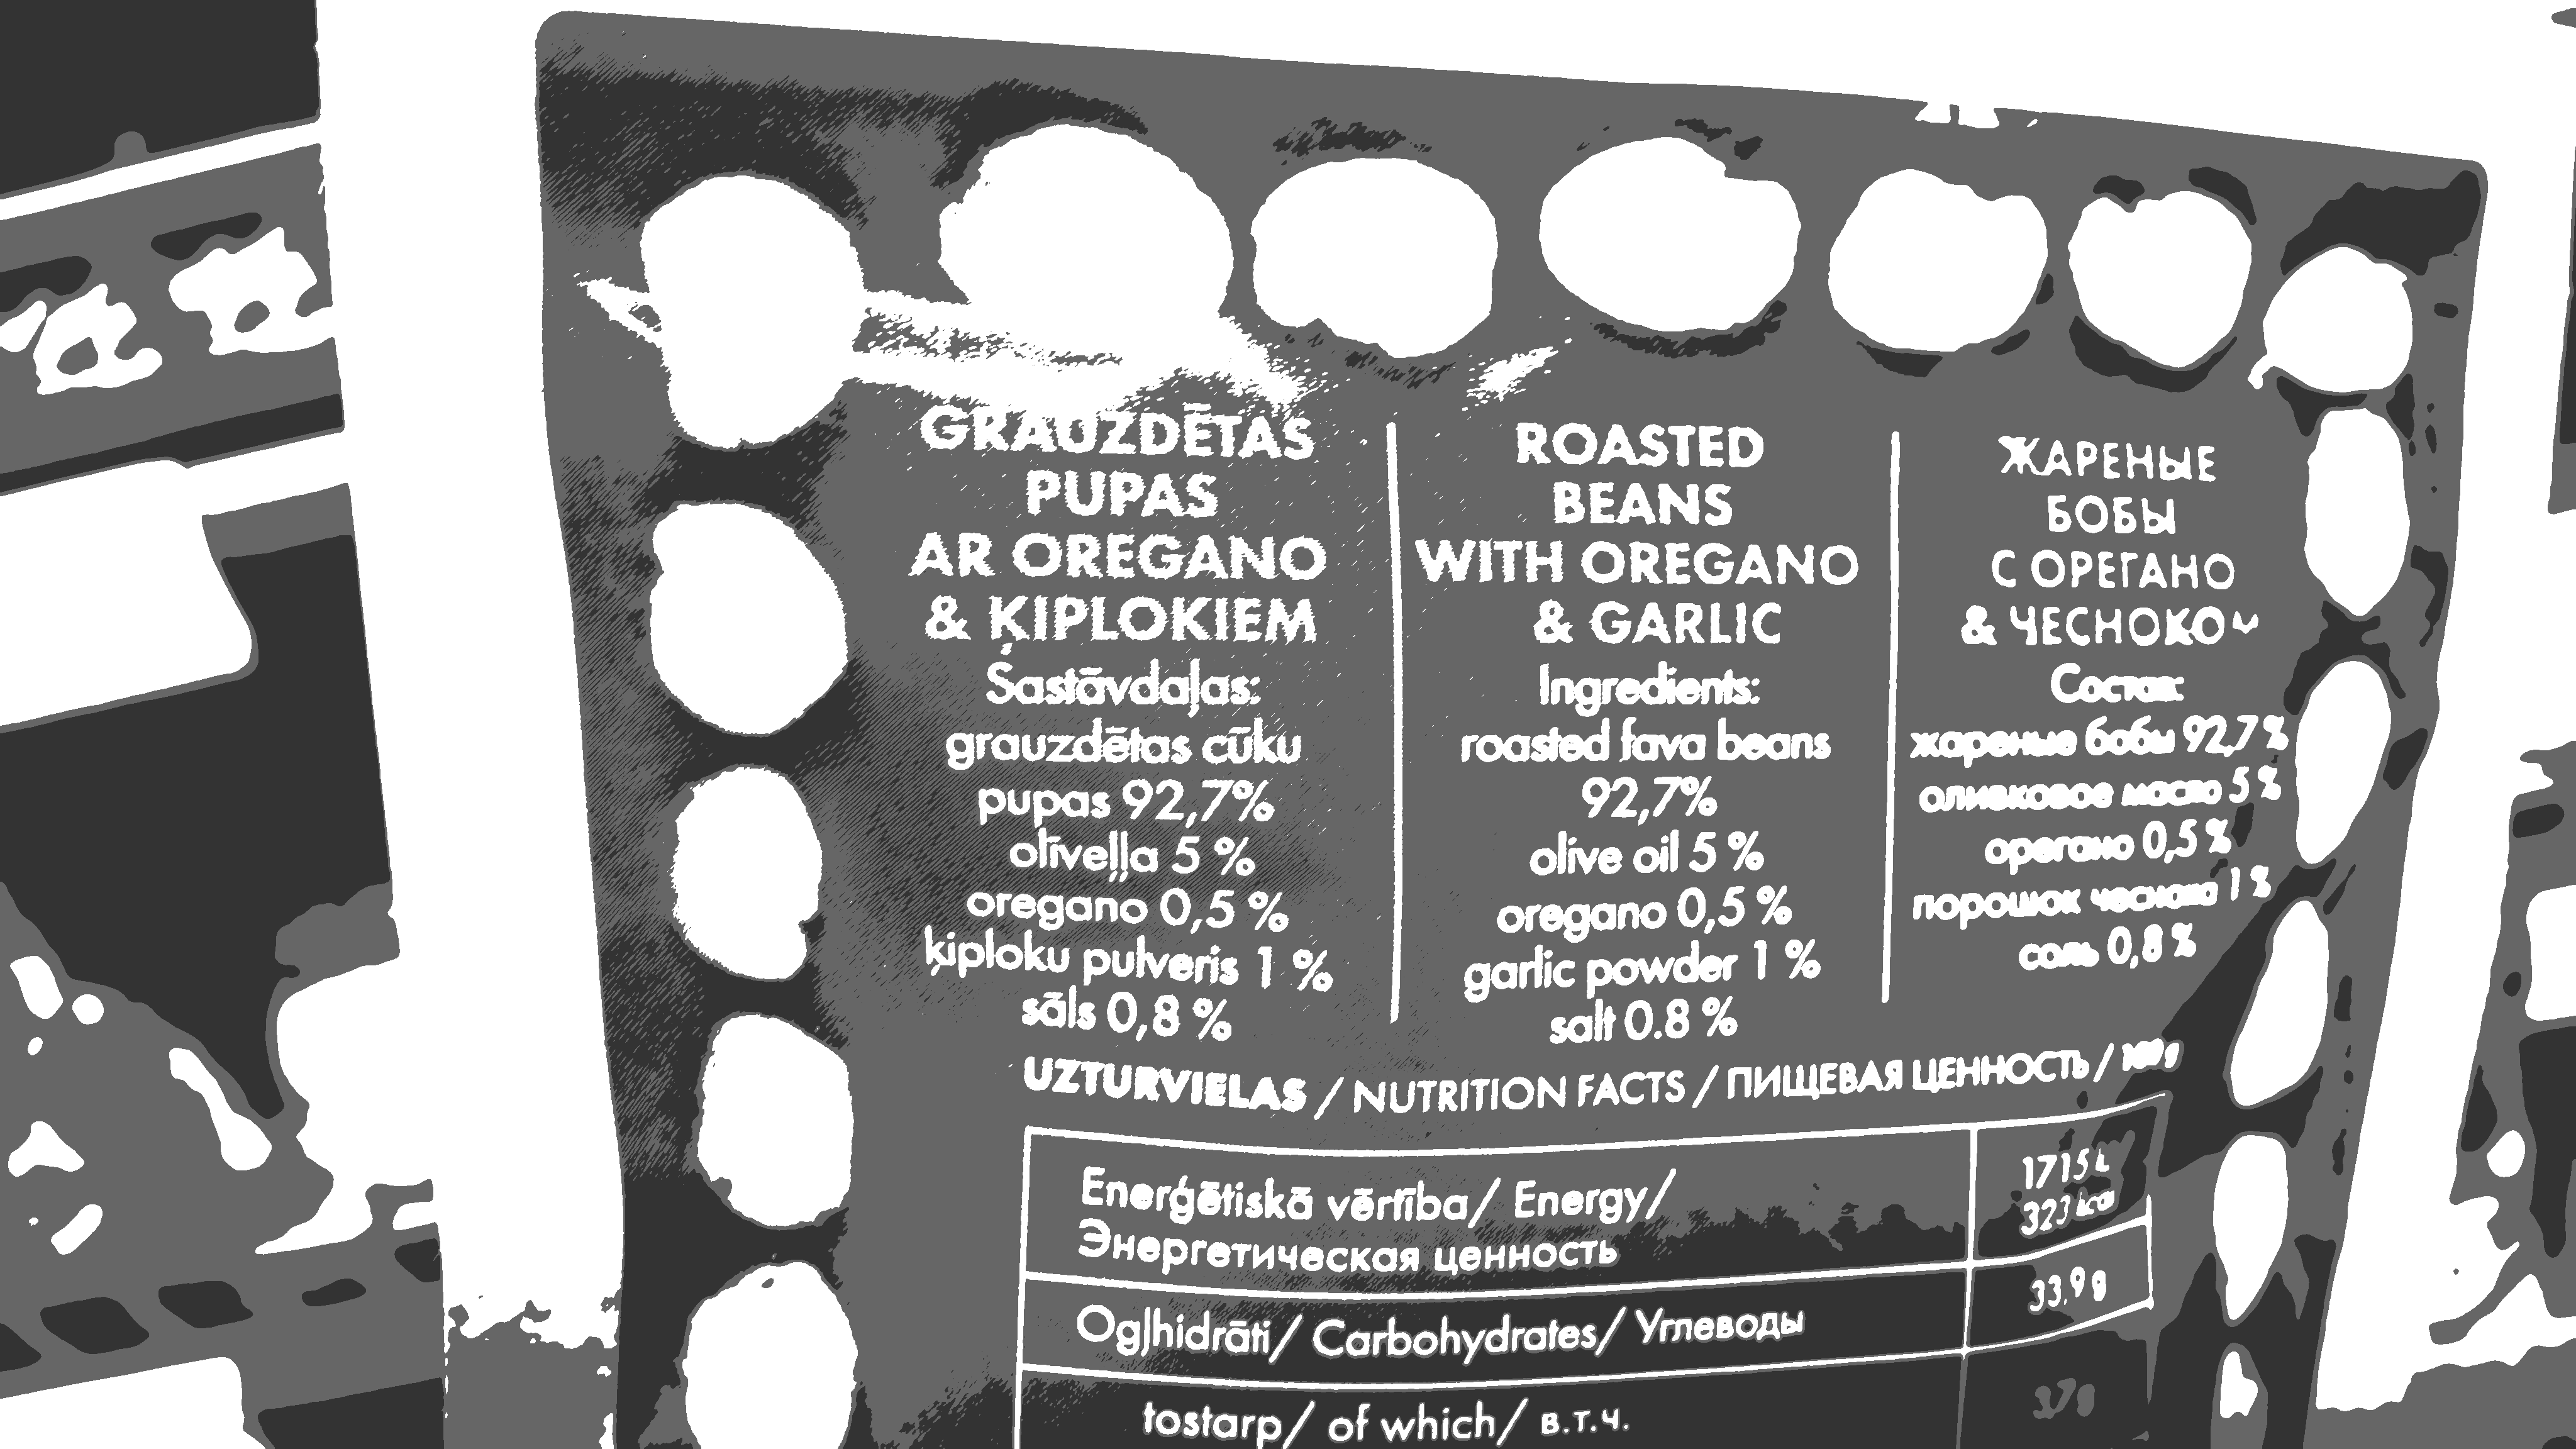 GRAUZDĒTAS
PUPAS
AR OREGANO
& ĶIPLOKIEM
Sastāvdaļas:
grauzdētas cūku
pupas 92,7%
olīveļļa 5 %
oregano 0,5 %
ķiploku pulveris 1 %
sāls 0,8 %
ROASTED
BEANS
WITH OREGANO
& GARLIC
Ingredients:
roasted fava beans
92,7%
olive oil 5 %
oregano 0,5 %
garlic powder 1 %
salt 0.8 %
ЖАРЕНЫЕ
БОБЫ
С ОРЕГАНО
& ЧЕСНОКОМ
Состав:
жареные бобы 92,7 %
оливковое масло 5 %
орегано 0,5 %
порошок чеснока 1 %
соль 0,8 %
UZTURVIELAS / NUTRITION FACTS / ПИЩЕВАЯ ЦЕННОСТЬ / 100g
Enerģētiskā vērtība/ Energy/
Энергетическая ценность
1715
323 kcal
Ogļhidrāti/ Carbohydrates/ Углеводы
33,9 g
tostarp/ of which/ в.т.ч.